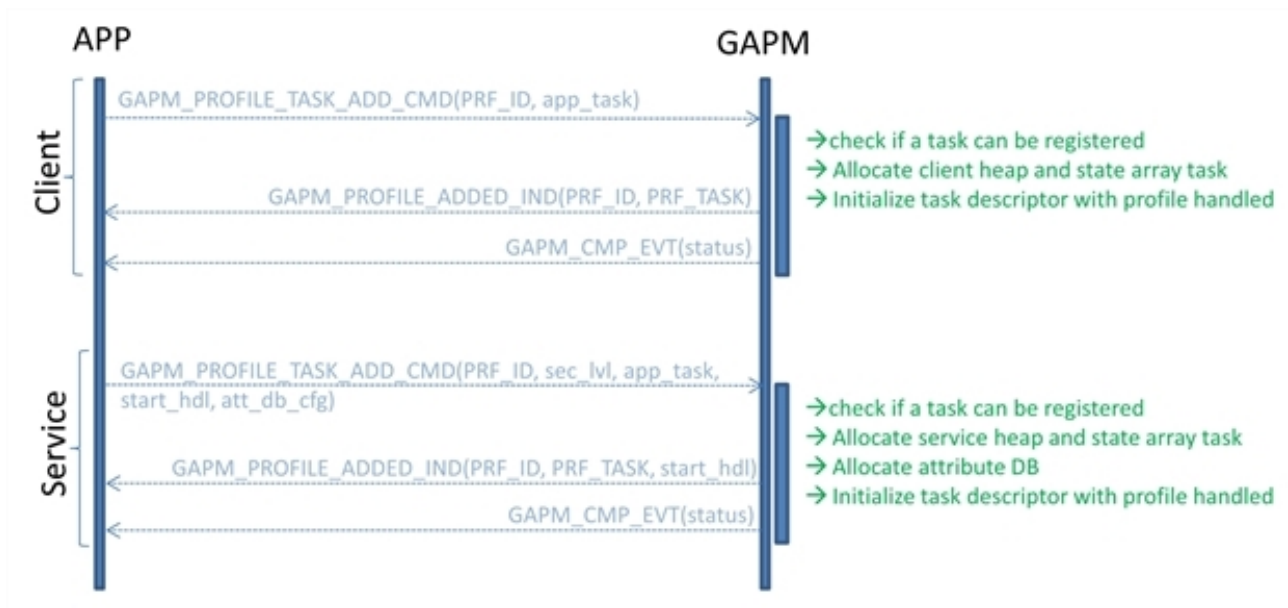 APP
GAPM
Client
GAPM_PROFILE_TASK_ADD_CMD(PRF_ID, app_task)
→check if a task can be registered
→ Allocate client heap and state array task
→ Initialize task descriptor with profile handled
GAPM_PROFILE_ADDED_IND(PRF_ID, PRF_TASK)
GAPM_CMP_EVT(status)
Service
GAPM_PROFILE_TASK_ADD_CMD(PRF_ID, sec_lvl, app_task,
start_hdl, att_db_cfg)
→check if a task can be registered
→ Allocate service heap and state array task
→ Allocate attribute DB
→ Initialize task descriptor with profile handled
GAPM_PROFILE_ADDED_IND(PRF_ID, PRF_TASK, start_hdl)
GAPM_CMP_EVT(status)